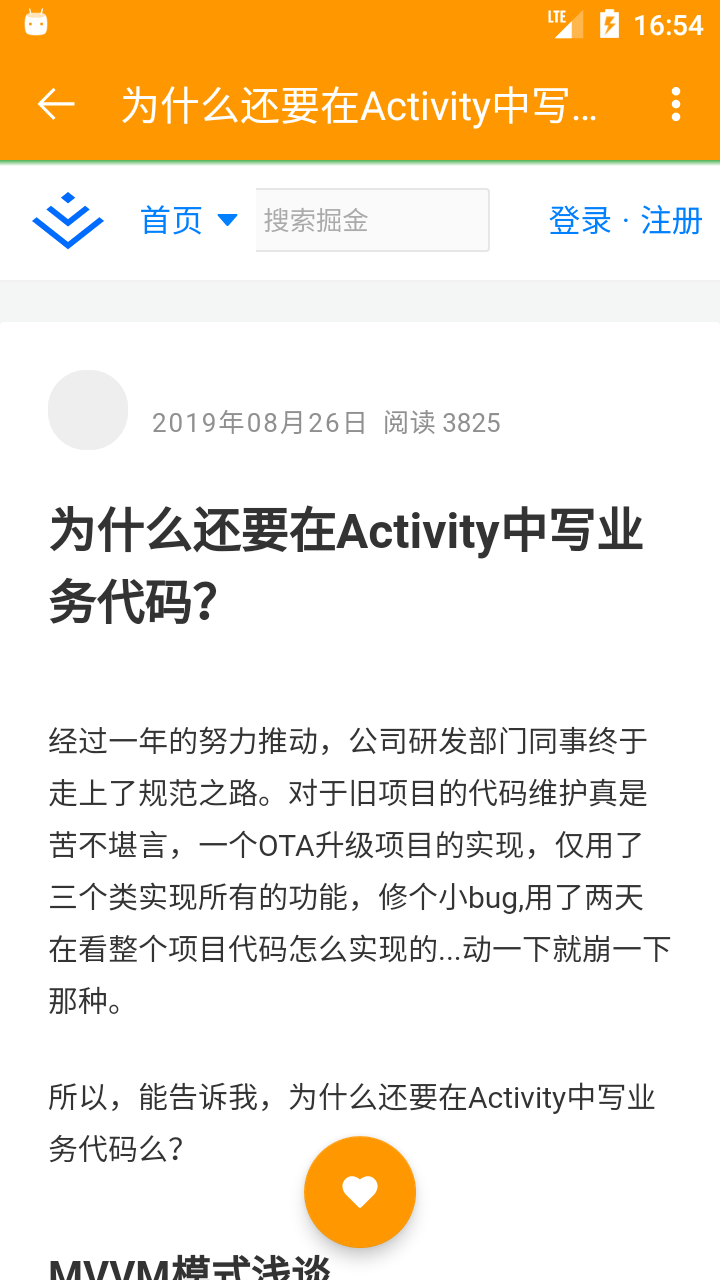 LTE 16:54
为什么还要在Activity中写...
首页 搜索掘金 登录 · 注册
2019年08月26日 阅读 3825
为什么还要在Activity中写业
务代码？
经过一年的努力推动，公司研发部门同事终于
走上了规范之路。对于旧项目的代码维护真是
苦不堪言，一个OTA升级项目的实现，仅用了
三个类实现所有的功能，修个小bug,用了两天
在看整个项目代码怎么实现的...动一下就崩一下
那种。
所以，能告诉我，为什么还要在Activity中写业
务代码么？
MVVM模式浅谈